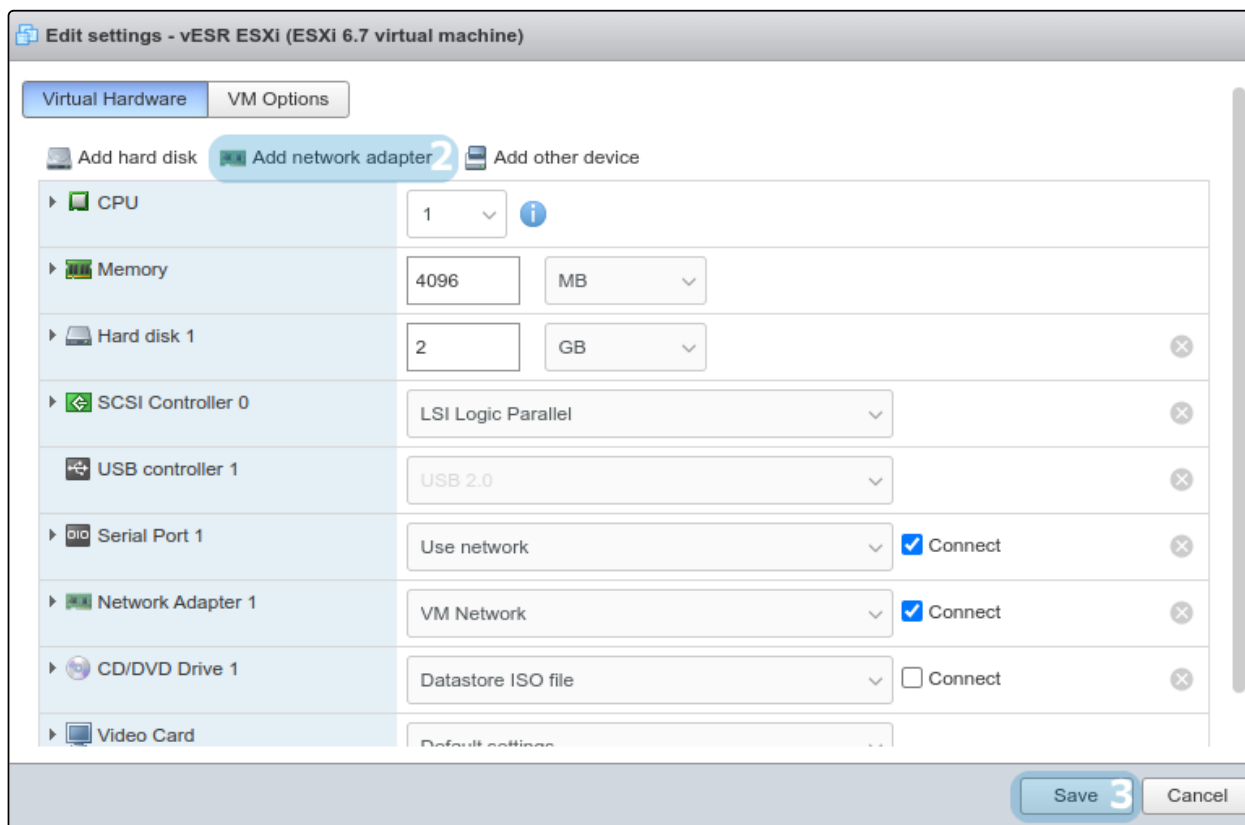 Edit settings - vESR ESXi (ESXi 6.7 virtual machine)
Virtual Hardware VM Options
Add hard disk Add network adapter 2 Add other device
CPU 1
Memory 4096 MB
Hard disk 1 2 GB
SCSI Controller 0 LSI Logic Parallel
USB controller 1 USB 2.0
Serial Port 1 Use network Connect
Network Adapter 1 VM Network Connect
CD/DVD Drive 1 Datastore ISO file Connect
Video Card Default settings
Save 3 Cancel